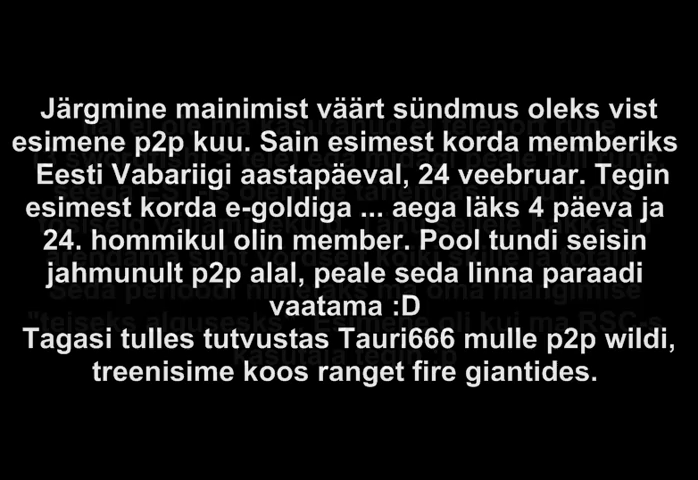 Järgmine mainimist väärt sündmus oleks vist
esimene p2p kuu. Sain esimest korda memberiks
Eesti Vabariigi aastapäeval, 24 veebruar. Tegin
esimest korda e-goldiga ... aega läks 4 päeva ja
24. hommikul olin member. Pool tundi seisin
jahmunult p2p alal, peale seda linna paraadi
vaatama :D
Tagasi tulles tutvustas Tauri666 mulle p2p wildi,
treenisime koos ranget fire giantides.